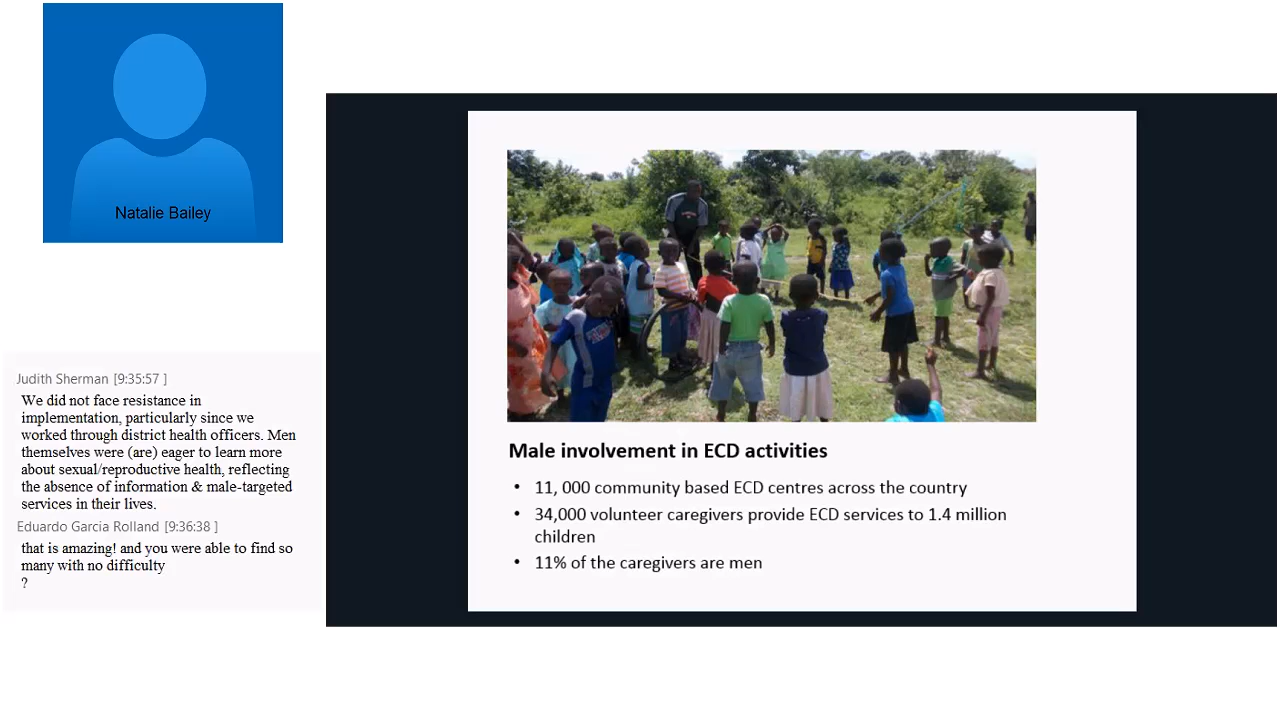 Natalie Bailey
Judith Sherman [9:35:57 ]
We did not face resistance in
implementation, particularly since we
worked through district health officers. Men
themselves were (are) eager to learn more
about sexual/reproductive health, reflecting
the absence of information & male-targeted
services in their lives.
Eduardo Garcia Rolland [9:36:38 ]
that is amazing! and you were able to find so
many with no difficulty
?
Male involvement in ECD activities
• 11, 000 community based ECD centres across the country
• 34,000 volunteer caregivers provide ECD services to 1.4 million
children
• 11% of the caregivers are men